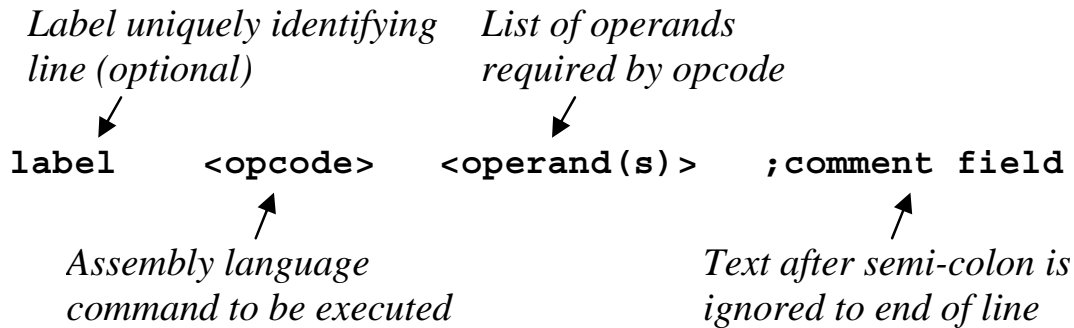 Label uniquely identifying
line (optional)
List of operands
required by opcode
label <opcode> <operand(s)> ;comment field
Assembly language
command to be executed
Text after semi-colon is
ignored to end of line